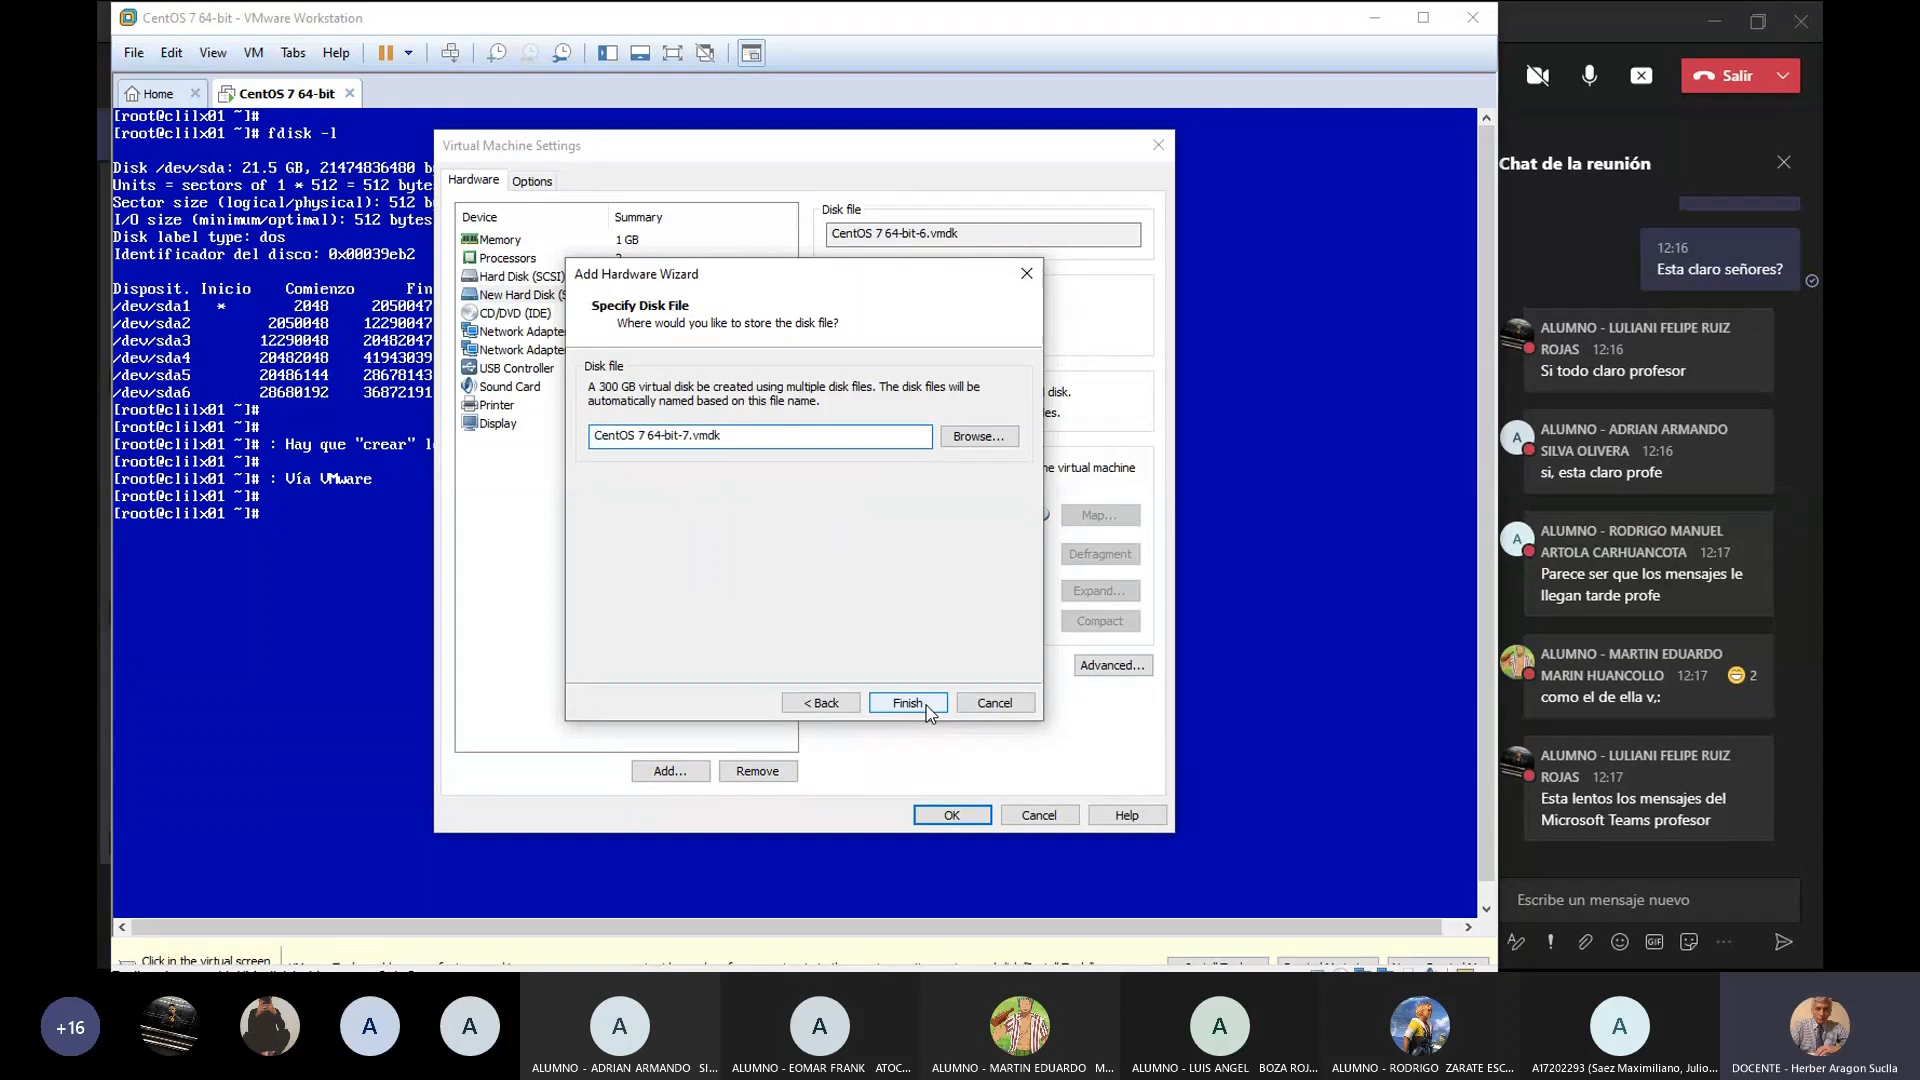 CentOS 7 64-bit - VMware Workstation
File Edit View VM Tabs Help
Home
CentOS 7 64-bit
[root@clilx01 ~]#
[root@clilx01 ~]# fdisk -l
Disk /dev/sda: 21.5 GB, 21474836480 b
Units = sectors of 1 * 512 = 512 byte
Sector size (logical/physical): 512 b
I/O size (minimum/optimal): 512 bytes
Disk label type: dos
Identificador del disco: 0x00039eb2
Disposit. Inicio Comienzo Fin
/dev/sda1 * 2048 2050047
/dev/sda2 2050048 12290047
/dev/sda3 12290048 20482047
/dev/sda4 20482048 41943039
/dev/sda5 20486144 28678143
/dev/sda6 28680192 36872191
[root@clilx01 ~]#
[root@clilx01 ~]#
[root@clilx01 ~]# : Hay que "crear" l
[root@clilx01 ~]#
[root@clilx01 ~]# : Vía VMware
[root@clilx01 ~]#
[root@clilx01 ~]#
Virtual Machine Settings
Hardware Options
Device Summary
Memory 1 GB
Processors
Hard Disk (SCSI)
New Hard Disk (S
CD/DVD (IDE)
Network Adapte
Network Adapte
USB Controller
Sound Card
Printer
Display
Add... Remove
Disk file
CentOS 7 64-bit-6.vmdk
disk.
es.
he virtual machine
Map...
Defragment
Expand...
Compact
Advanced...
OK Cancel Help
Add Hardware Wizard
Specify Disk File
Where would you like to store the disk file?
Disk file
A 300 GB virtual disk be created using multiple disk files. The disk files will be
automatically named based on this file name.
CentOS 7 64-bit-7.vmdk
Browse...
< Back Finish Cancel
Click in the virtual screen
Salir
Chat de la reunión
12:16
Esta claro señores?
ALUMNO - LULIANI FELIPE RUIZ
ROJAS 12:16
Si todo claro profesor
A
ALUMNO - ADRIAN ARMANDO
SILVA OLIVERA 12:16
si, esta claro profe
A
ALUMNO - RODRIGO MANUEL
ARTOLA CARHUANCOTA 12:17
Parece ser que los mensajes le
llegan tarde profe
ALUMNO - MARTIN EDUARDO
MARIN HUANCOLLO 12:17 2
como el de ella v,:
ALUMNO - LULIANI FELIPE RUIZ
ROJAS 12:17
Esta lentos los mensajes del
Microsoft Teams profesor
Escribe un mensaje nuevo
GIF
+16
A
A
A
ALUMNO - ADRIAN ARMANDO SI...
A
ALUMNO - EOMAR FRANK ATOC...
ALUMNO - MARTIN EDUARDO M...
A
ALUMNO - LUIS ANGEL BOZA ROJ...
ALUMNO - RODRIGO ZARATE ESC...
A
A17202293 (Saez Maximiliano, Julio...
DOCENTE - Herber Aragon Suclla